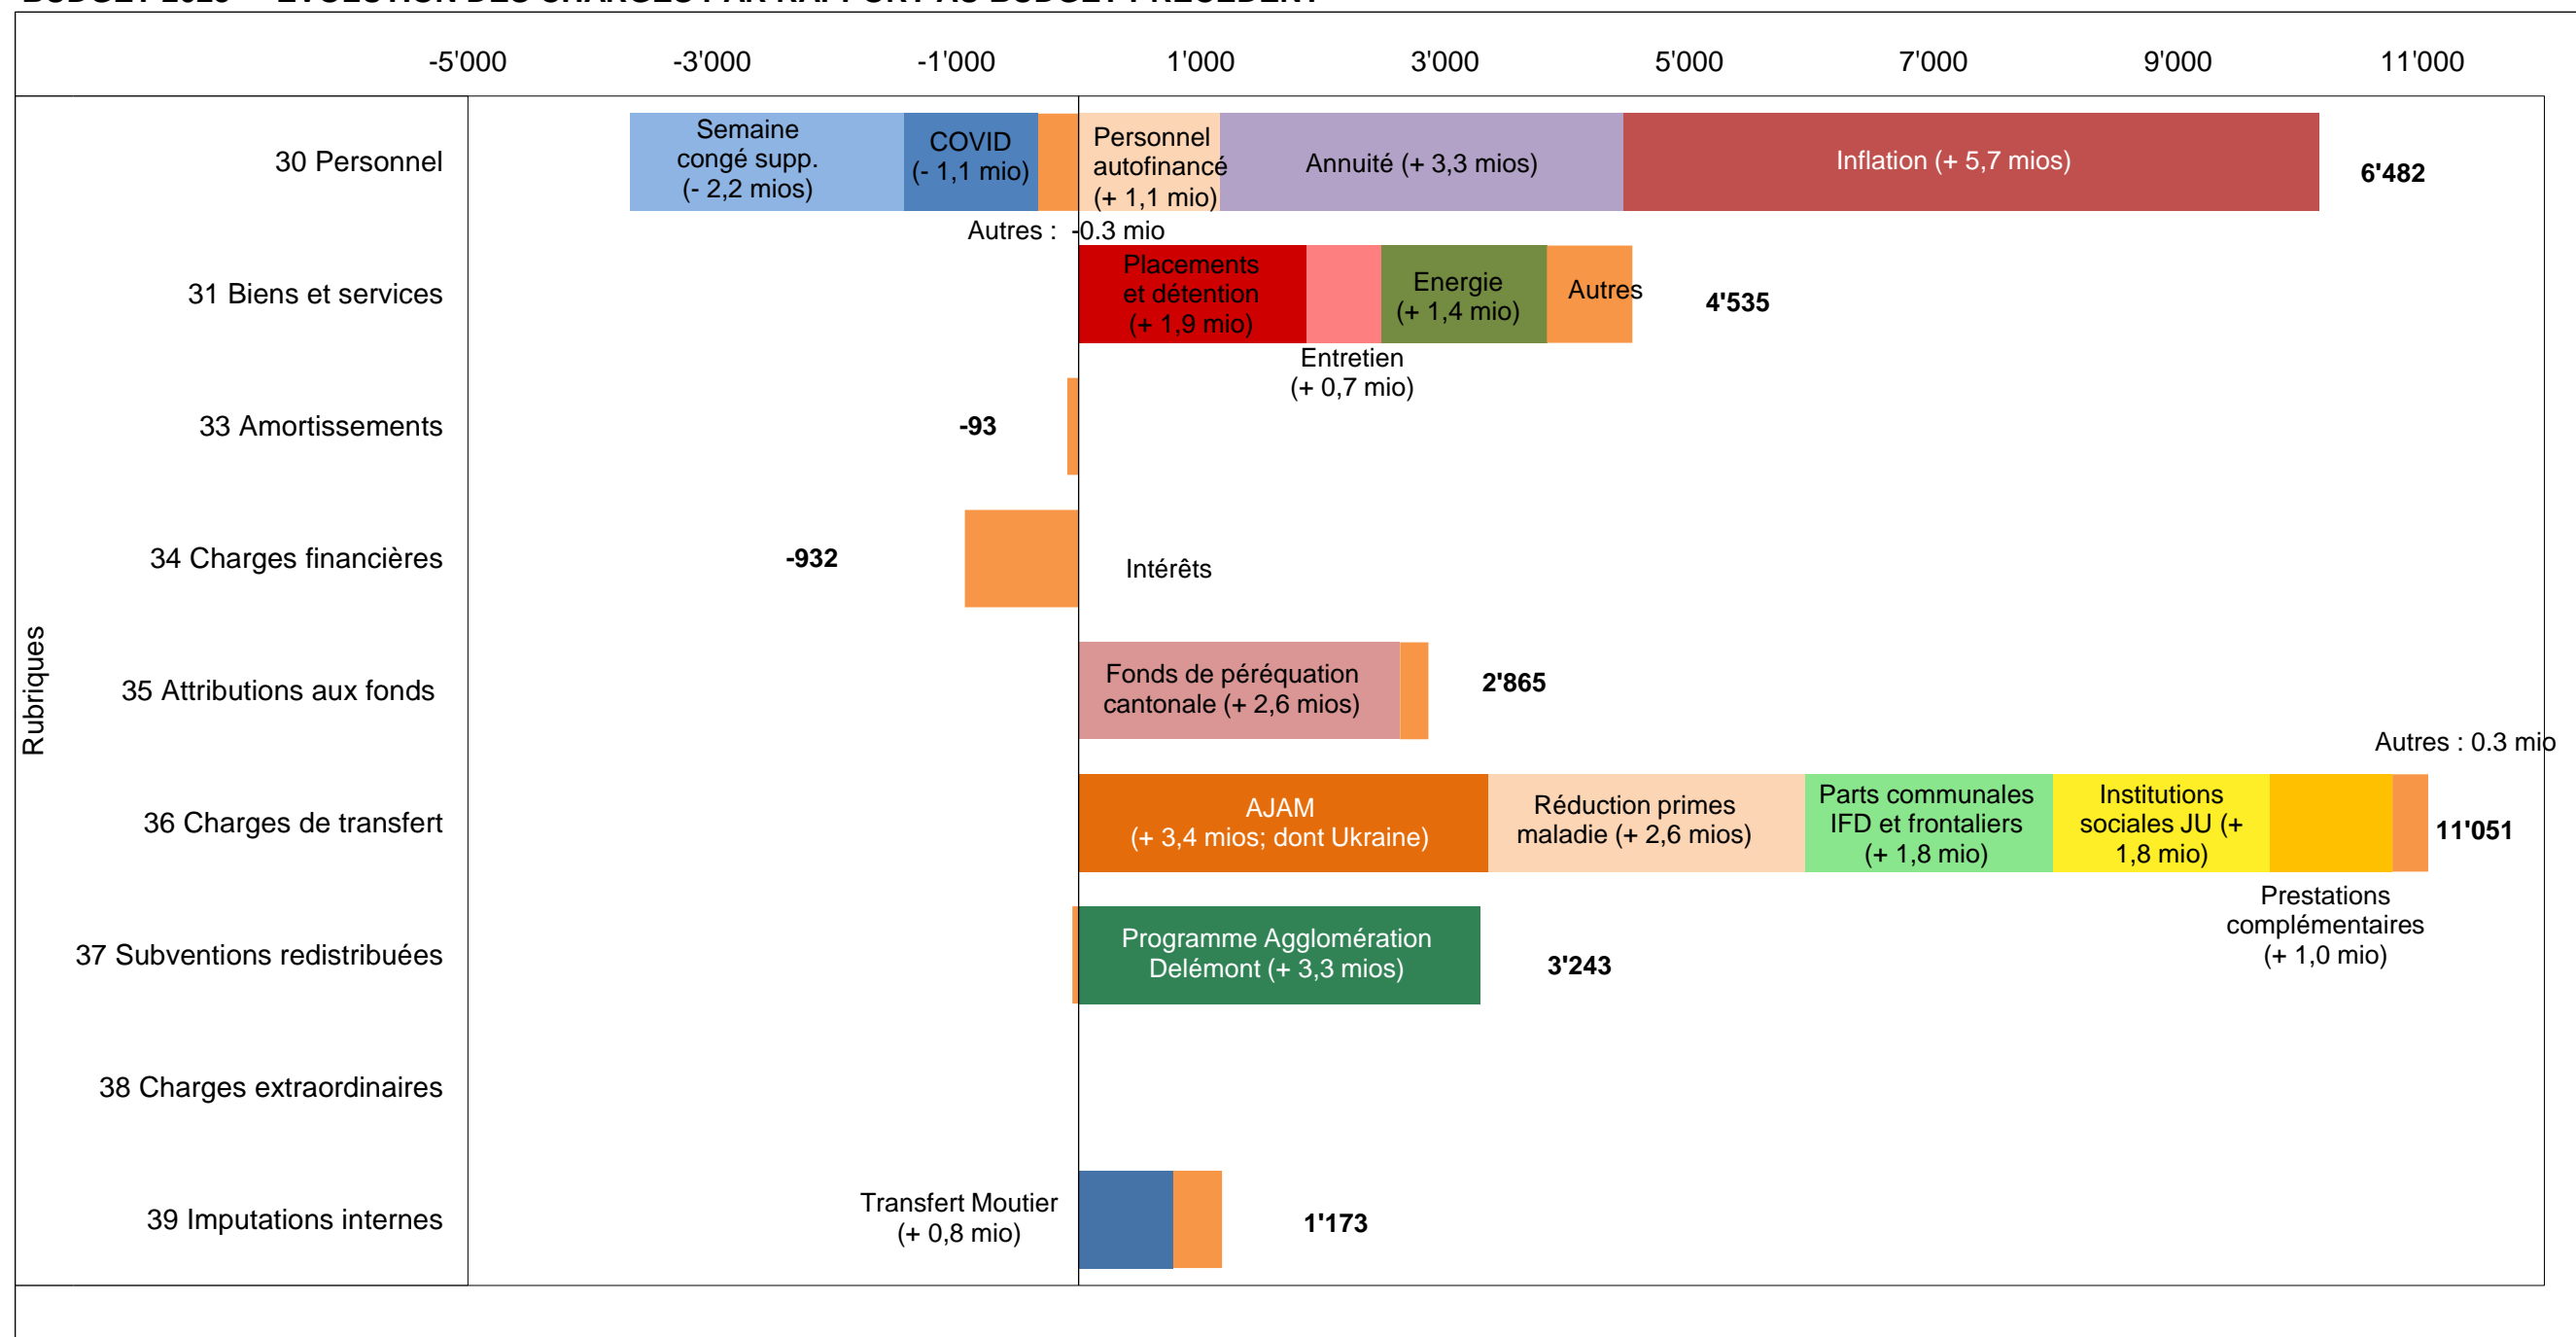 -5'000 -3'000 -1'000 1'000 3'000 5'000 7'000 9'000 11'000
Rubriques
30 Personnel
Semaine
congé supp.
(- 2,2 mios)
COVID
(- 1,1 mio)
Personnel
autofinancé
(+ 1,1 mio)
Annuité (+ 3,3 mios)
Inflation (+ 5,7 mios)
6'482
Autres : -0.3 mio
31 Biens et services
Placements
et détention
(+ 1,9 mio)
Energie
(+ 1,4 mio)
Autres
4'535
Entretien
(+ 0,7 mio)
33 Amortissements
-93
34 Charges financières
-932
Intérêts
35 Attributions aux fonds
Fonds de péréquation
cantonale (+ 2,6 mios)
2'865
Autres : 0.3 mio
36 Charges de transfert
AJAM
(+ 3,4 mios; dont Ukraine)
Réduction primes
maladie (+ 2,6 mios)
Parts communales
IFD et frontaliers
(+ 1,8 mio)
Institutions
sociales JU (+
1,8 mio)
11'051
Prestations
complémentaires
(+ 1,0 mio)
37 Subventions redistribuées
Programme Agglomération
Delémont (+ 3,3 mios)
3'243
38 Charges extraordinaires
39 Imputations internes
Transfert Moutier
(+ 0,8 mio)
1'173